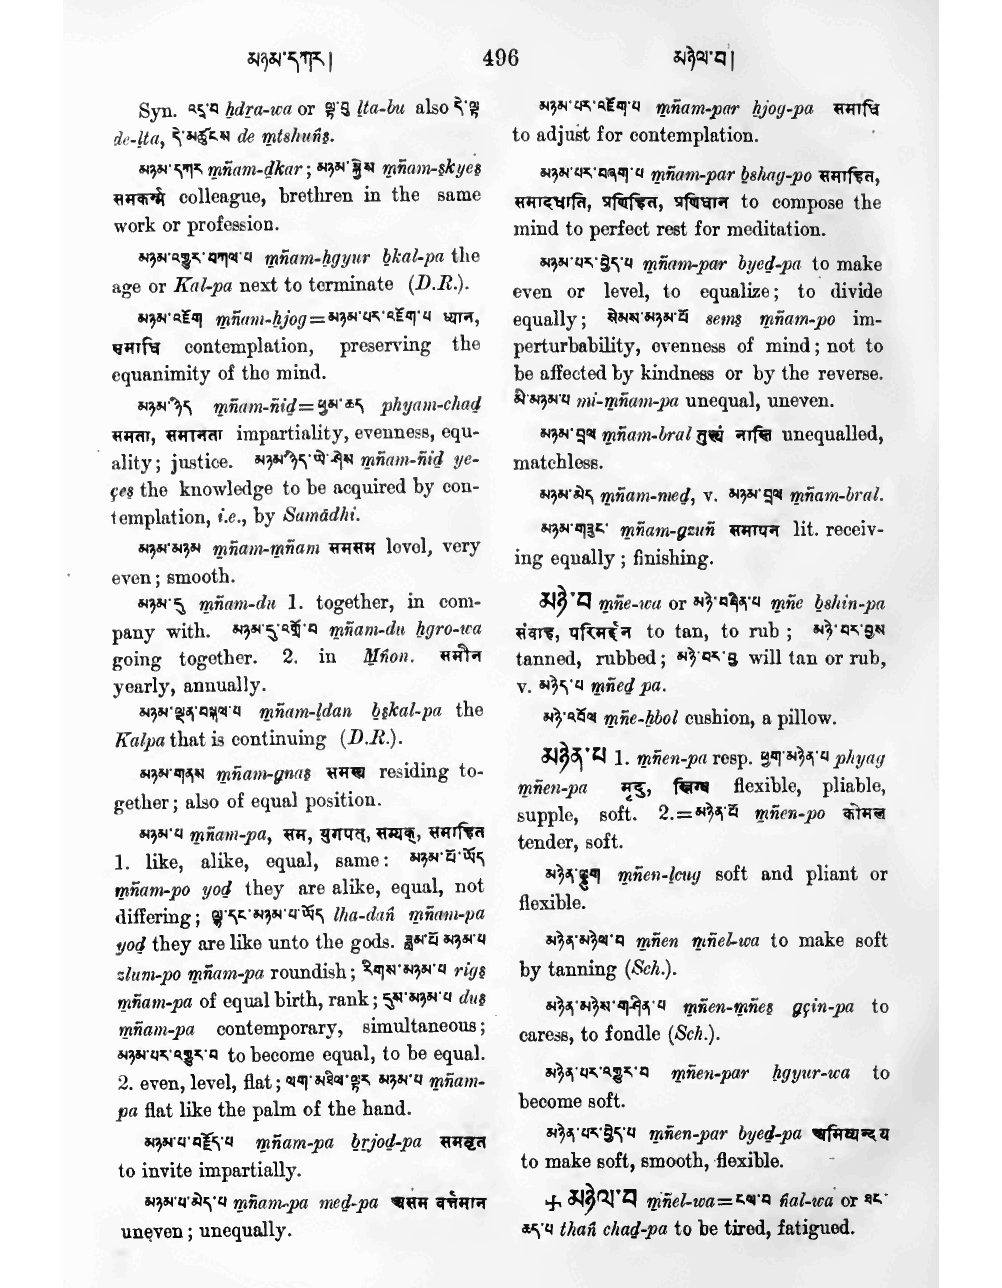 མཉམ་དཀར། 496 མཉེལ་བ།
Syn. འདྲ་བ ḥdra-wa or ལྟ་བུ lta-bu also དེ་ལྟ
de-lta, དེ་མཚུངས de mtshuṅs.
མཉམ་དཀར mñam-dkar; མཉམ་སྐྱེས mñam-skyes
समकर्म्म colleague, brethren in the same
work or profession.
མཉམ་འགྱུར་བཀལ་པ mñam-hgyur bkal-pa the
age or Kal-pa next to terminate (D.R.).
མཉམ་འཇོག mñam-hjog=མཉམ་པར་འཇོག་པ ध्यान,
समाधि contemplation, preserving the
equanimity of the mind.
མཉམ་ཉིད mñam-ñid=ཕྱམ་ཆད phyam-chad
समता, समानता impartiality, evenness, equ-
ality; justice. མཉམ་ཉིད་ཡེ་ཤེས mñam-ñid ye-
çes the knowledge to be acquired by con-
templation, i.e., by Samādhi.
མཉམ་མཉམ mñam-mñam समसम level, very
even; smooth.
མཉམ་དུ mñam-du 1. together, in com-
pany with. མཉམ་དུ་འགྲོ་བ mñam-du hgro-wa
going together. 2. in Mṅon. समौन
yearly, annually.
མཉམ་ལྡན་བསྐལ་པ mñam-ldan bskal-pa the
Kalpa that is continuing (D.R.).
མཉམ་གནས mñam-gnas समस्थ residing to-
gether; also of equal position.
མཉམ་པ mñam-pa, सम, युगपत्, सम्यक्, समाहित
1. like, alike, equal, same: མཉམ་པོ་ཡོད
mñam-po yod they are alike, equal, not
differing; ལྷ་དང་མཉམ་པ་ཡོད lha-daṅ mñam-pa
yod they are like unto the gods. ཟླུམ་པོ་མཉམ་པ
zlum-po mñam-pa roundish; རིགས་མཉམ་པ rigs
mñam-pa of equal birth, rank; དུས་མཉམ་པ dus
mñam-pa contemporary, simultaneous;
མཉམ་པར་འགྱུར་བ to become equal, to be equal.
2. even, level, flat; ལག་མཐིལ་ལྟར་མཉམ་པ mñam-
pa flat like the palm of the hand.
མཉམ་པ་བརྗོད་པ mñam-pa brjod-pa समवृत
to invite impartially.
མཉམ་པ་མེད་པ mñam-pa med-pa असम वर्त्तमान
uneven; unequally.
མཉམ་པར་འཇོག་པ mñam-par hjog-pa समाधि
to adjust for contemplation.
མཉམ་པར་བཞག་པ mñam-par bshag-po समाहित,
समादधाति, प्रणिहित, प्रणिधान to compose the
mind to perfect rest for meditation.
མཉམ་པར་བྱེད་པ mñam-par byed-pa to make
even or level, to equalize; to divide
equally; སེམས་མཉམ་པོ sems mñam-po im-
perturbability, evenness of mind; not to
be affected by kindness or by the reverse.
མི་མཉམ་པ mi-mñam-pa unequal, uneven.
མཉམ་བྲལ mñam-bral तुल्यं नास्ति unequalled,
matchless.
མཉམ་མེད mñam-med, v. མཉམ་བྲལ mñam-bral.
མཉམ་གཟུང་ mñam-gzuṅ समापन lit. receiv-
ing equally; finishing.
མཉེ་བ mñe-wa or མཉེ་བཞིན་པ mñe bshin-pa
संवाह, परिमर्द्दन to tan, to rub; མཉེ་བར་བྱས
tanned, rubbed; མཉེ་བར་བྱ will tan or rub,
v. མཉེད་པ mñed pa.
མཉེ་འབོལ mñe-ḥbol cushion, a pillow.
མཉེན་པ 1. mñen-pa resp. ཕྱག་མཉེན་པ phyag
mñen-pa मृदु, स्निग्ध flexible, pliable,
supple, soft. 2.=མཉེན་པོ mñen-po कोमल
tender, soft.
མཉེན་ལྕུག mñen-lcug soft and pliant or
flexible.
མཉེན་མཉེལ་བ mñen mñel-wa to make soft
by tanning (Sch.).
མཉེན་མཉེས་གཤིན་པ mñen-mñes gçin-pa to
caress, to fondle (Sch.).
མཉེན་པར་འགྱུར་བ mñen-par hgyur-wa to
become soft.
མཉེན་པར་བྱེད་པ mñen-par byed-pa
to make soft, smooth, flexible.
+ མཉེལ་བ mñel-wa=ངལ་བ ṅal-wa or ཐང་
ཆད་པ thaṅ chad-pa to be tired, fatigued.